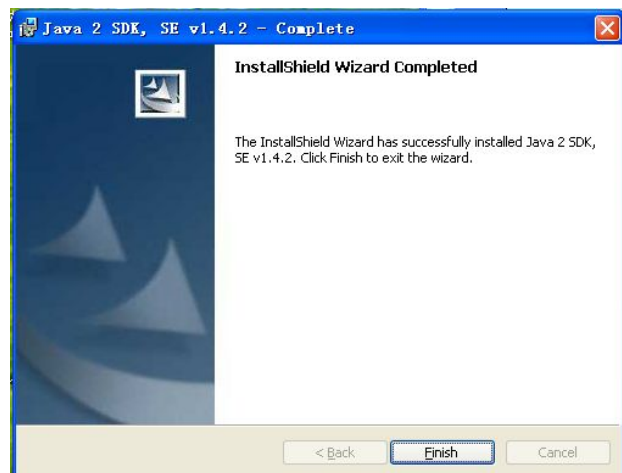 Java 2 SDK, SE v1.4.2 - Complete
InstallShield Wizard Completed
The InstallShield Wizard has successfully installed Java 2 SDK,
SE v1.4.2. Click Finish to exit the wizard.
< Back Finish Cancel